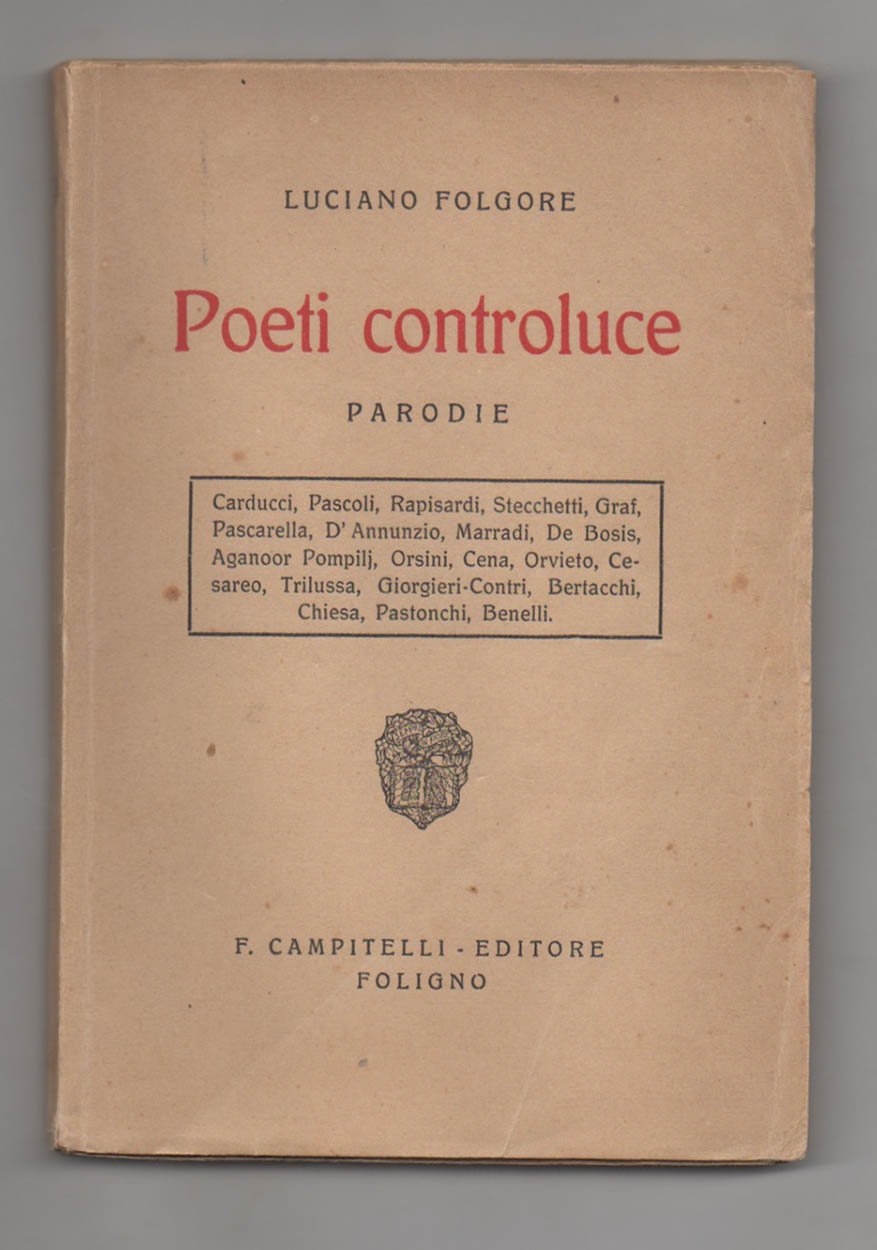 LUCIANO FOLGORE
Poeti controluce
PARODIE
Carducci, Pascoli, Rapisardi, Stecchetti, Graf,
Pascarella, D' Annunzio, Marradi, De Bosis,
Aganoor Pompilj, Orsini, Cena, Orvieto, Ce-
sareo, Trilussa, Giorgieri-Contri, Bertacchi,
Chiesa, Pastonchi, Benelli.
F. CAMPITELLI - EDITORE
FOLIGNO